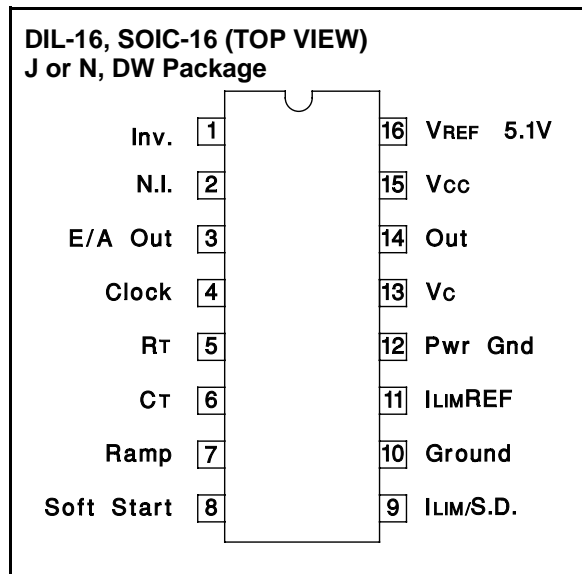 DIL-16, SOIC-16 (TOP VIEW)
J or N, DW Package
Inv. 1 16 VREF 5.1V
N.I. 2 15 Vcc
E/A Out 3 14 Out
Clock 4 13 Vc
RT 5 12 Pwr Gnd
CT 6 11 ILIMREF
Ramp 7 10 Ground
Soft Start 8 9 ILIM/S.D.